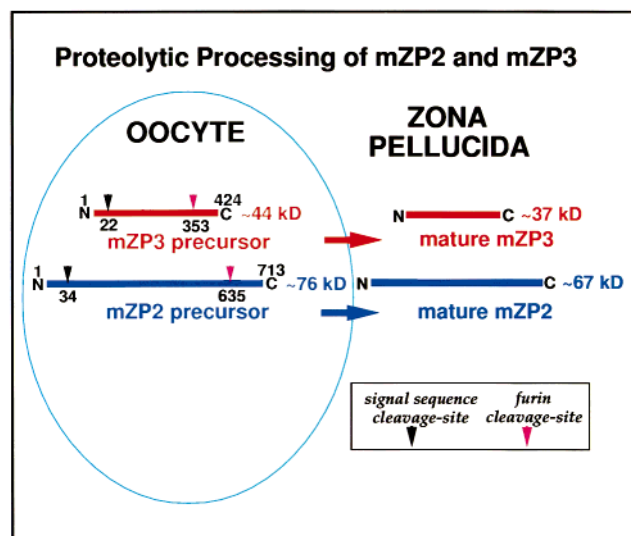 Proteolytic Processing of mZP2 and mZP3
OOCYTE
ZONA
PELLUCIDA
1
424
N
C
~44 kD
22
353
mZP3 precursor
N
C
~37 kD
mature mZP3
1
713
N
C
~76 kD
34
635
mZP2 precursor
N
C
~67 kD
mature mZP2
signal sequence
cleavage-site
furin
cleavage-site